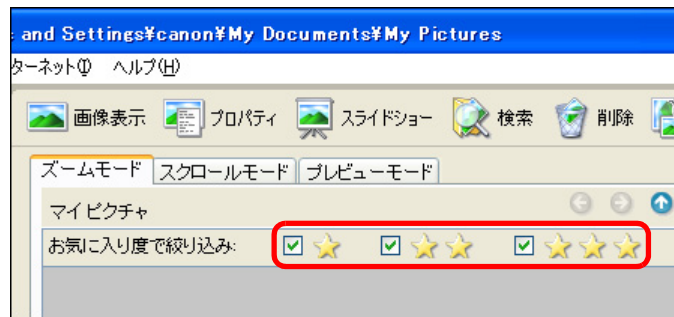 and Settings¥canon¥My Documents¥My Pictures
ターネット(I) ヘルプ(H)
画像表示 プロパティ スライドショー 検索 削除
ズームモード スクロールモード プレビューモード
マイ ピクチャ
お気に入り度で絞り込み: